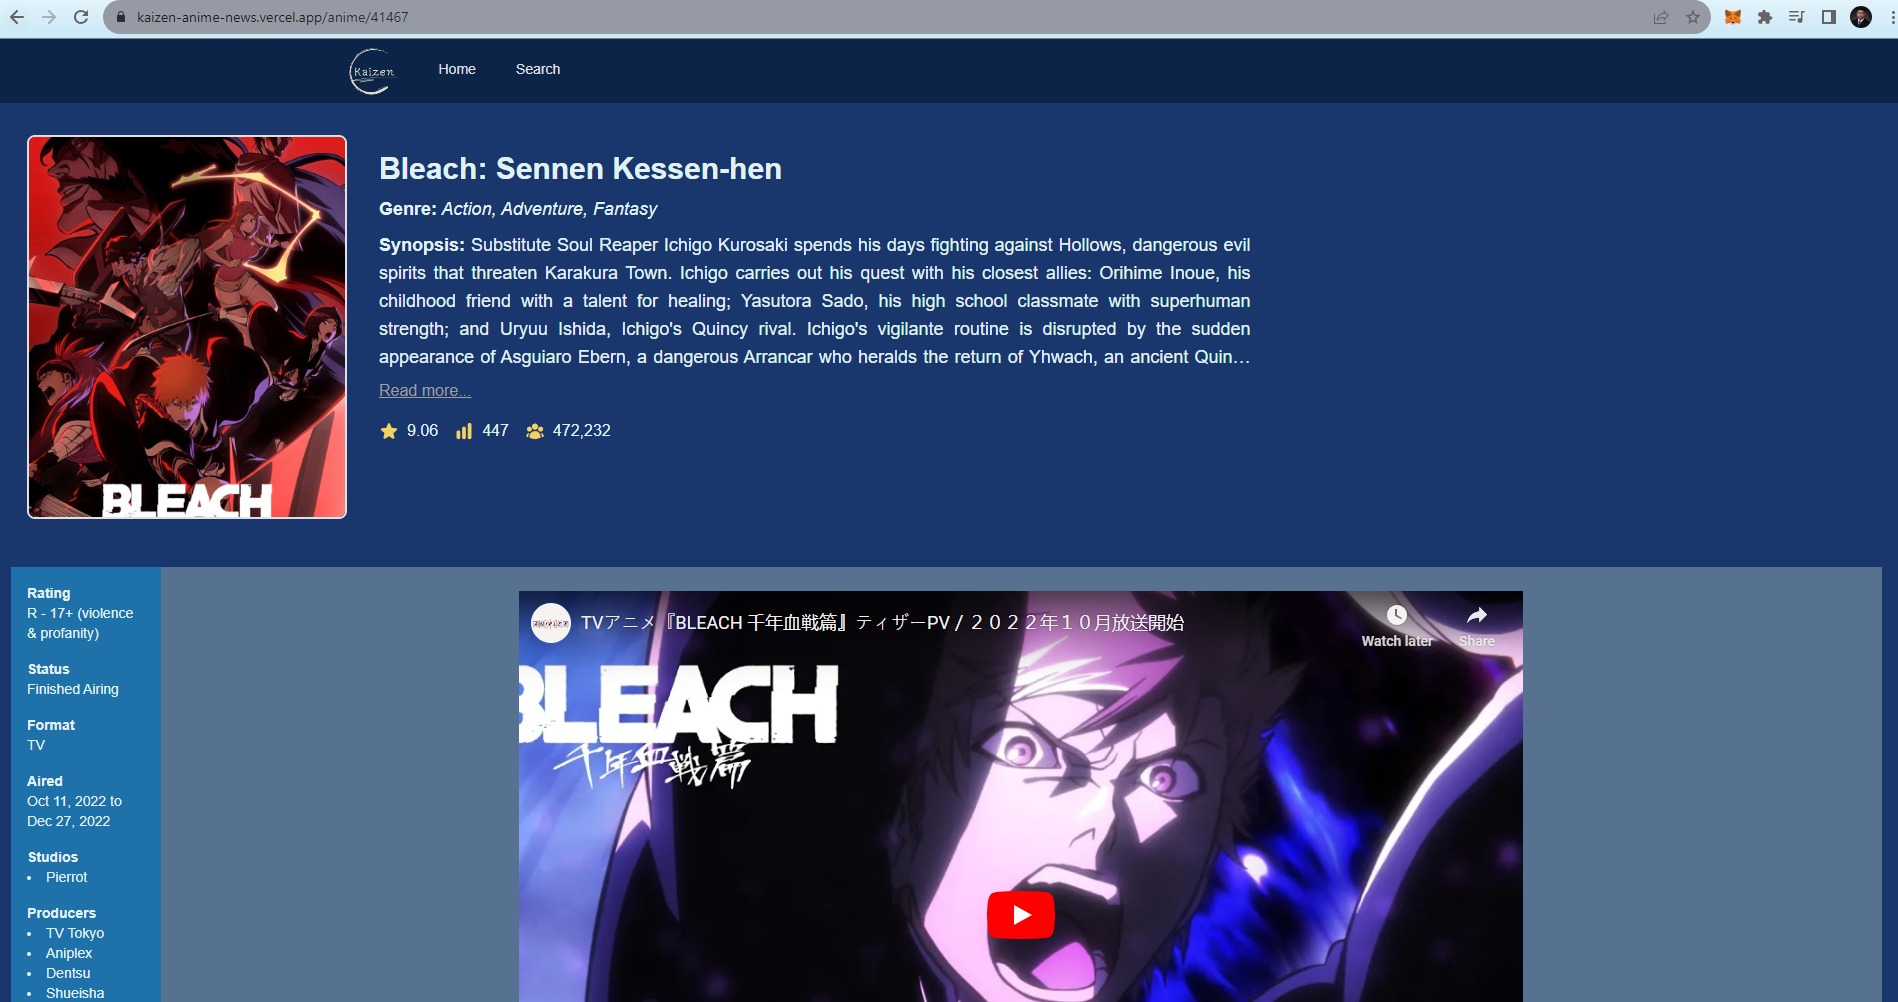 kaizen-anime-news.vercel.app/anime/41467
Kaizen
Home
Search
BLEACH
Bleach: Sennen Kessen-hen
Genre: Action, Adventure, Fantasy
Synopsis: Substitute Soul Reaper Ichigo Kurosaki spends his days fighting against Hollows, dangerous evil
spirits that threaten Karakura Town. Ichigo carries out his quest with his closest allies: Orihime Inoue, his
childhood friend with a talent for healing; Yasutora Sado, his high school classmate with superhuman
strength; and Uryuu Ishida, Ichigo's Quincy rival. Ichigo's vigilante routine is disrupted by the sudden
appearance of Asguiaro Ebern, a dangerous Arrancar who heralds the return of Yhwach, an ancient Quin…
Read more...
9.06 447 472,232
Rating
R - 17+ (violence
& profanity)
Status
Finished Airing
Format
TV
Aired
Oct 11, 2022 to
Dec 27, 2022
Studios
• Pierrot
Producers
• TV Tokyo
• Aniplex
• Dentsu
• Shueisha
TVアニメ『BLEACH 千年血戦篇』ティザーPV / ２０２２年１０月放送開始
Watch later
Share
BLEACH
千年血戦篇